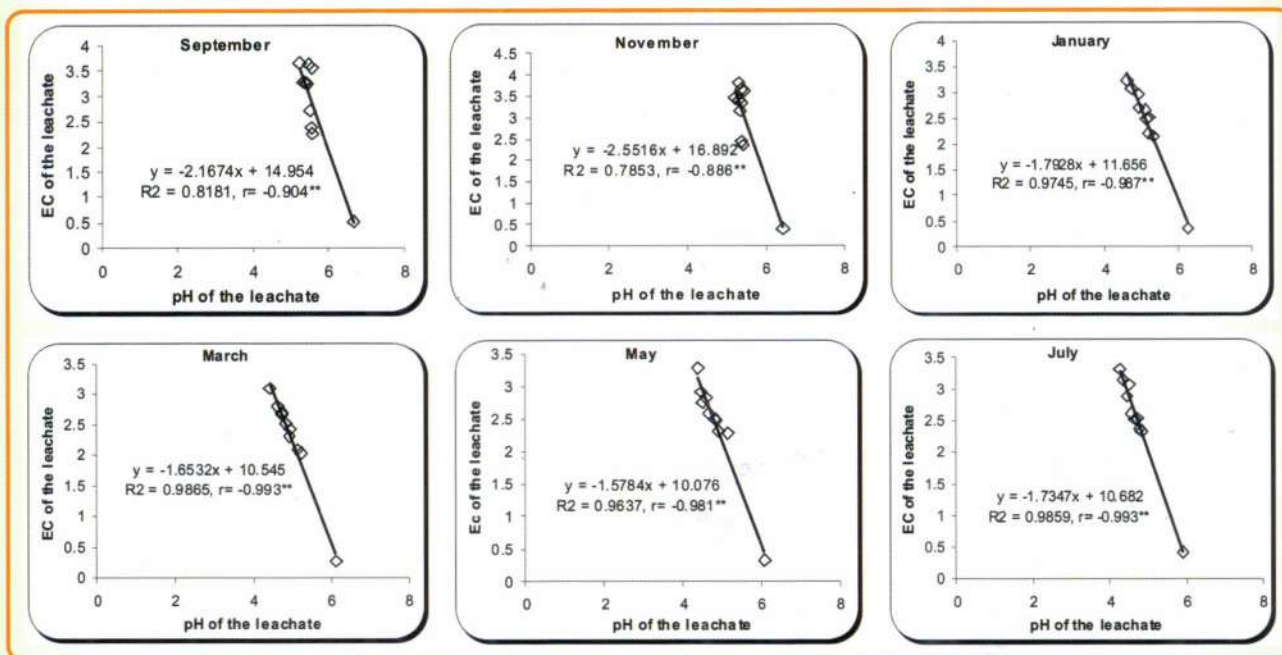 September
EC of the leachate
4
3.5
3
2.5
2
1.5
1
0.5
0
y = -2.1674x + 14.954
R2 = 0.8181, r= -0.904**
0 2 4 6 8
pH of the leachate
November
EC of the leachate
4.5
4
3.5
3
2.5
2
1.5
1
0.5
0
y = -2.5516x + 16.892
R2 = 0.7853, r= -0.886**
0 2 4 6 8
pH of the leachate
January
EC of the leachate
4
3.5
3
2.5
2
1.5
1
0.5
0
y = -1.7928x + 11.656
R2 = 0.9745, r= -0.987**
0 2 4 6 8
pH of the leachate
March
EC of the leachate
3.5
3
2.5
2
1.5
1
0.5
0
y = -1.6532x + 10.545
R2 = 0.9865, r= -0.993**
0 2 4 6 8
pH of the leachate
May
Ec of the leachate
3.5
3
2.5
2
1.5
1
0.5
0
y = -1.5784x + 10.076
R2 = 0.9637, r= -0.981**
0 2 4 6 8
pH of the leachate
July
EC of the leachate
3.5
3
2.5
2
1.5
1
0.5
0
y = -1.7347x + 10.682
R2 = 0.9859, r= -0.993**
0 2 4 6 8
pH of the leachate